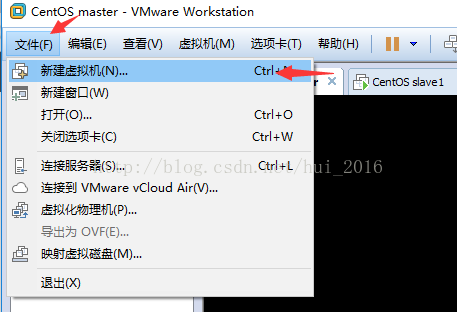 CentOS master - VMware Workstation
文件(F) 编辑(E) 查看(V) 虚拟机(M) 选项卡(T) 帮助(H)
新建虚拟机(N)... Ctrl+N
CentOS slave1
新建窗口(W)
打开(O)... Ctrl+O
关闭选项卡(C) Ctrl+W
连接服务器(S)... Ctrl+L
http://blog.csdn.net/hui_2016
连接到 VMware vCloud Air(V)...
虚拟化物理机(P)...
导出为 OVF(E)...
映射虚拟磁盘(M)...
退出(X)